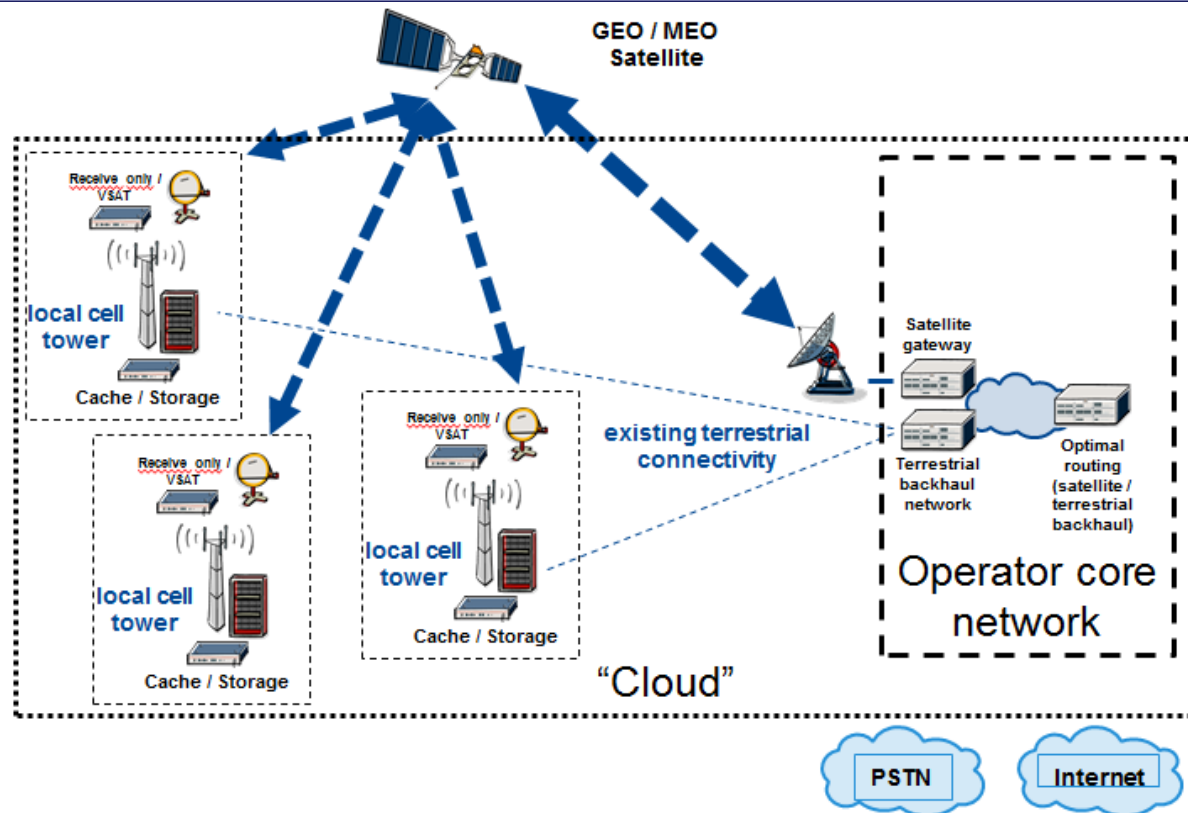 GEO / MEO
Satellite
Receive only /
VSAT
local cell
tower
Cache / Storage
Receive only /
VSAT
local cell
tower
Cache / Storage
Receive only /
VSAT
local cell
tower
Cache / Storage
existing terrestrial
connectivity
Satellite
gateway
Terrestrial
backhaul
network
Optimal
routing
(satellite /
terrestrial
backhaul)
Operator core
network
“Cloud”
PSTN
Internet